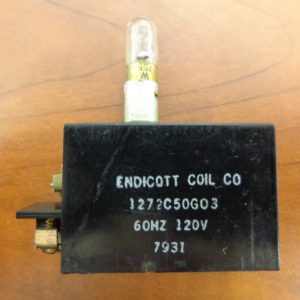 ENDICOTT COIL CO
1272C50G03
60HZ 120V
7931